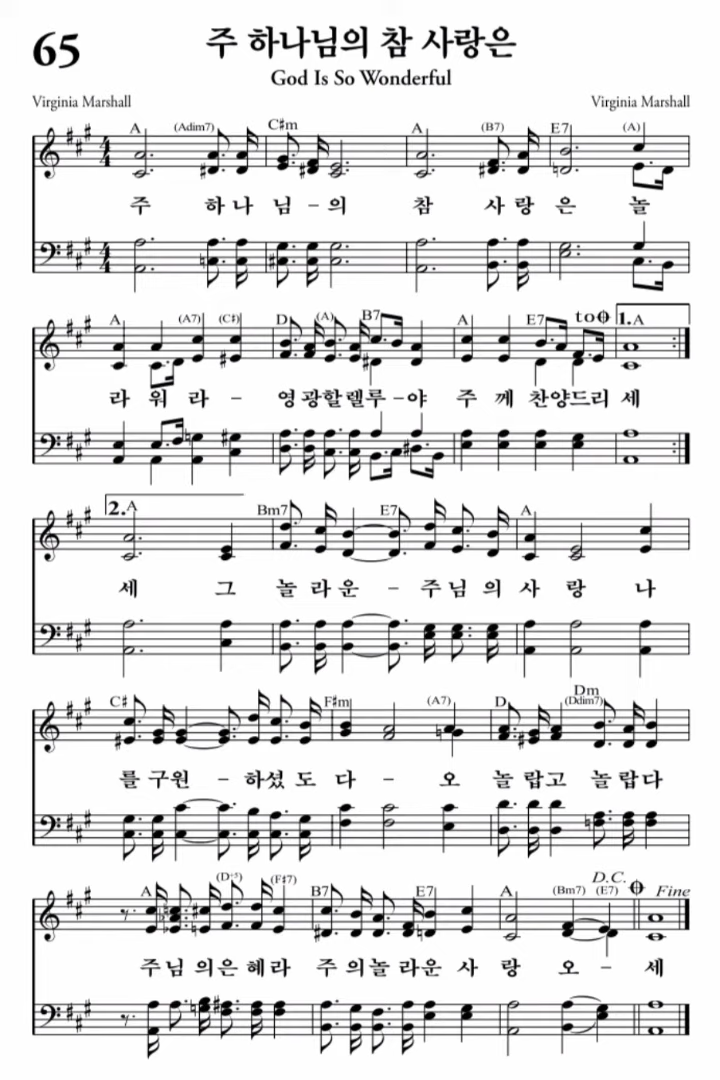 65
주 하나님의 참 사랑은
God Is So Wonderful
Virginia Marshall Virginia Marshall
A (Adim7) C♯m A (B7) E7 (A)
주 하 나 님 - 의 참 사 랑 은 놀
A (A7) (C♯) D (A) B7 A E7 to𝄌 1. A
라 워 라 - 영 광 할 렐 루 - 야 주 께 찬 양 드 리 세
2. A Bm7 E7 A
세 그 놀 라 운 - 주 님 의 사 랑 나
C♯ F♯m (A7) D Dm (Ddim7)
를 구 원 - 하 셨 도 다 - 오 놀 랍 고 놀 랍 다
A (D+5) (F♯7) B7 E7 A (Bm7) D.C. (E7) 𝄌 Fine
주 님 의 은 혜 라 주 의 놀 라 운 사 랑 오 - 세